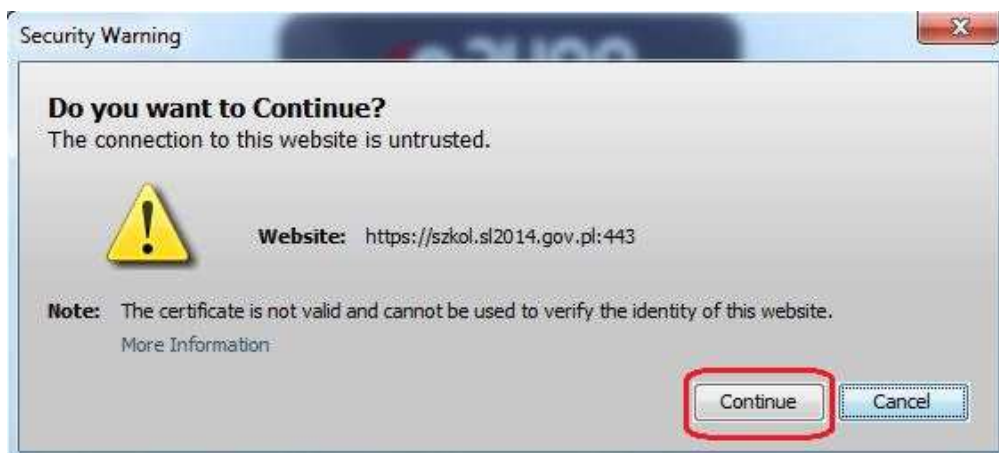 Security Warning
Do you want to Continue?
The connection to this website is untrusted.
Website: https://szkol.sl2014.gov.pl:443
Note: The certificate is not valid and cannot be used to verify the identity of this website.
More Information
Continue Cancel